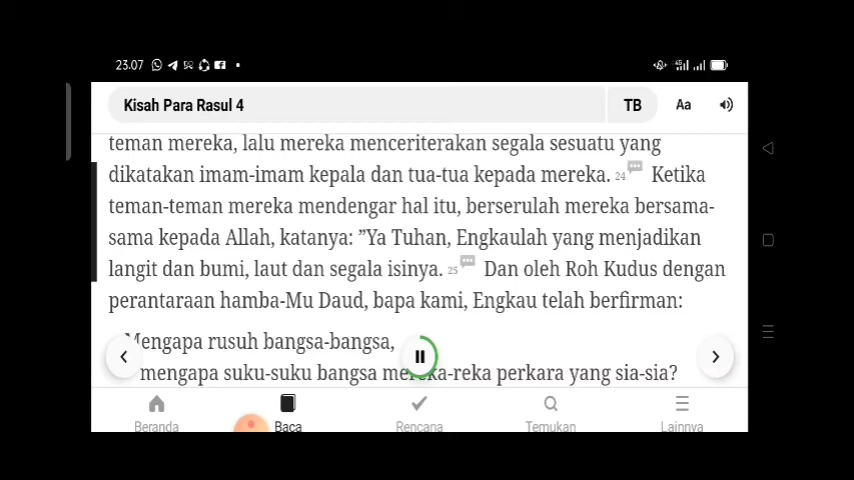 23.07
Kisah Para Rasul 4 TB Aa
teman mereka, lalu mereka menceriterakan segala sesuatu yang
dikatakan imam-imam kepala dan tua-tua kepada mereka. 24 Ketika
teman-teman mereka mendengar hal itu, berserulah mereka bersama-
sama kepada Allah, katanya: ”Ya Tuhan, Engkaulah yang menjadikan
langit dan bumi, laut dan segala isinya. 25 Dan oleh Roh Kudus dengan
perantaraan hamba-Mu Daud, bapa kami, Engkau telah berfirman:
Mengapa rusuh bangsa-bangsa,
mengapa suku-suku bangsa mereka-reka perkara yang sia-sia?
Beranda Baca Rencana Temukan Lainnya